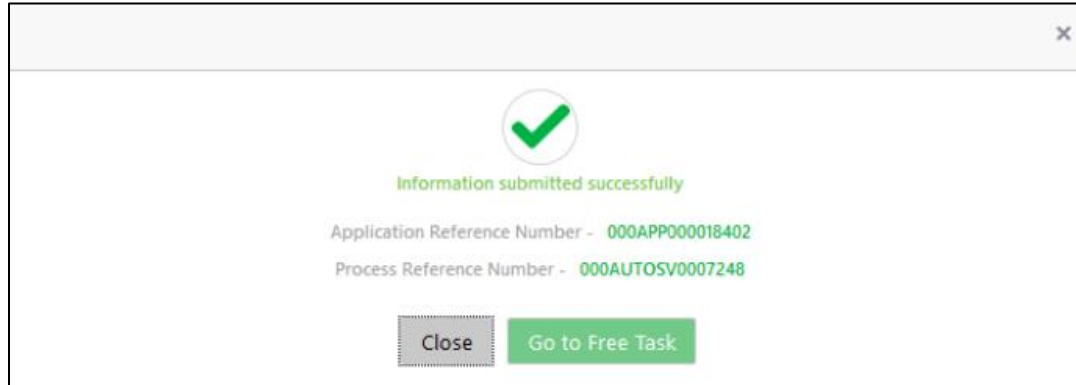 ×
Information submitted successfully
Application Reference Number - 000APP000018402
Process Reference Number - 000AUTOSV0007248
Close Go to Free Task